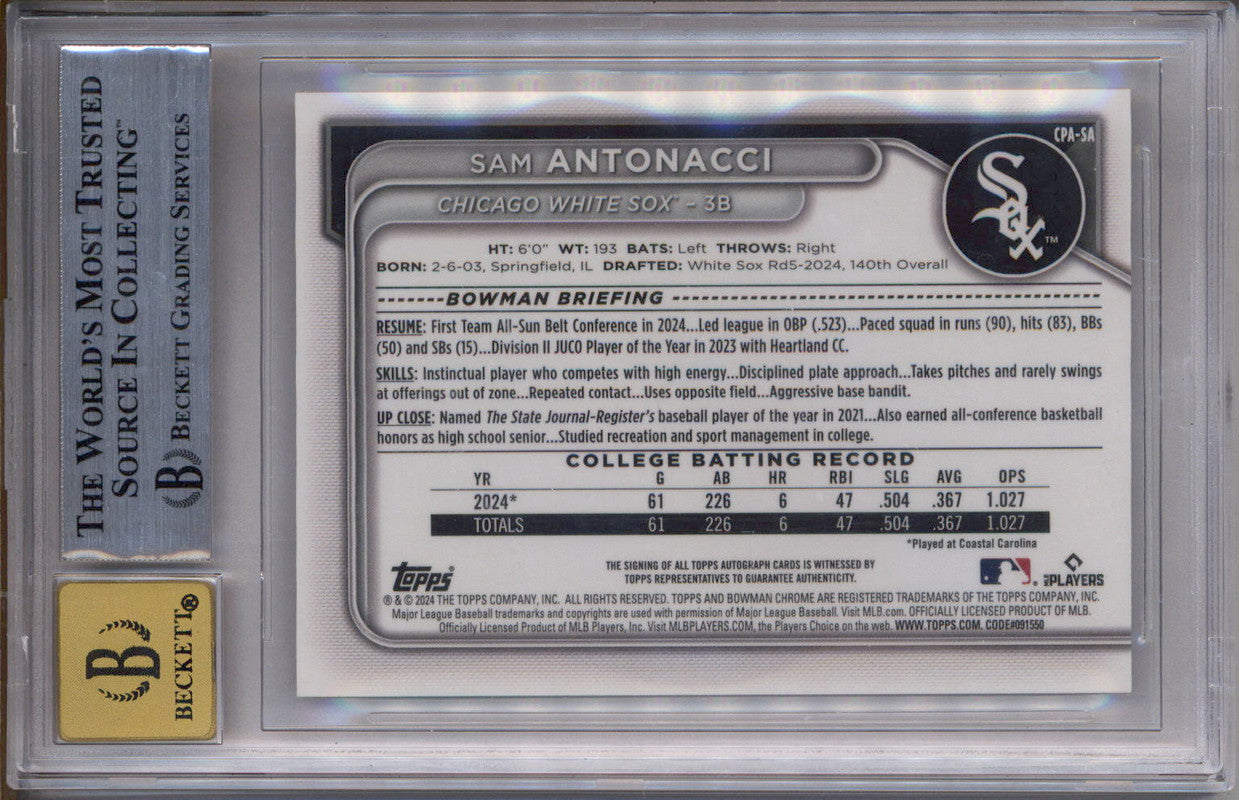 THE WORLD'S MOST TRUSTED
SOURCE IN COLLECTING™
BECKETT GRADING SERVICES
B
B
BECKETT®
CPA-SA
SAM ANTONACCI
CHICAGO WHITE SOX™ - 3B
Sox™
HT: 6'0" WT: 193 BATS: Left THROWS: Right
BORN: 2-6-03, Springfield, IL DRAFTED: White Sox Rd5-2024, 140th Overall
-------BOWMAN BRIEFING --------------------------------------------
RESUME: First Team All-Sun Belt Conference in 2024...Led league in OBP (.523)...Paced squad in runs (90), hits (83), BBs
(50) and SBs (15)...Division II JUCO Player of the Year in 2023 with Heartland CC.
SKILLS: Instinctual player who competes with high energy...Disciplined plate approach...Takes pitches and rarely swings
at offerings out of zone...Repeated contact...Uses opposite field...Aggressive base bandit.
UP CLOSE: Named The State Journal-Register's baseball player of the year in 2021...Also earned all-conference basketball
honors as high school senior...Studied recreation and sport management in college.
COLLEGE BATTING RECORD
YR G AB HR RBI SLG AVG OPS
2024* 61 226 6 47 .504 .367 1.027
TOTALS 61 226 6 47 .504 .367 1.027
*Played at Coastal Carolina
Topps®
THE SIGNING OF ALL TOPPS AUTOGRAPH CARDS IS WITNESSED BY
TOPPS REPRESENTATIVES TO GUARANTEE AUTHENTICITY.
MLB PLAYERS
® & © 2024 THE TOPPS COMPANY, INC. ALL RIGHTS RESERVED. TOPPS AND BOWMAN CHROME ARE REGISTERED TRADEMARKS OF THE TOPPS COMPANY, INC.
Major League Baseball trademarks and copyrights are used with permission of Major League Baseball. Visit MLB.com. OFFICIALLY LICENSED PRODUCT OF MLB.
Officially Licensed Product of MLB Players, Inc. Visit MLBPLAYERS.COM, the Players Choice on the web. WWW.TOPPS.COM. CODE#091550